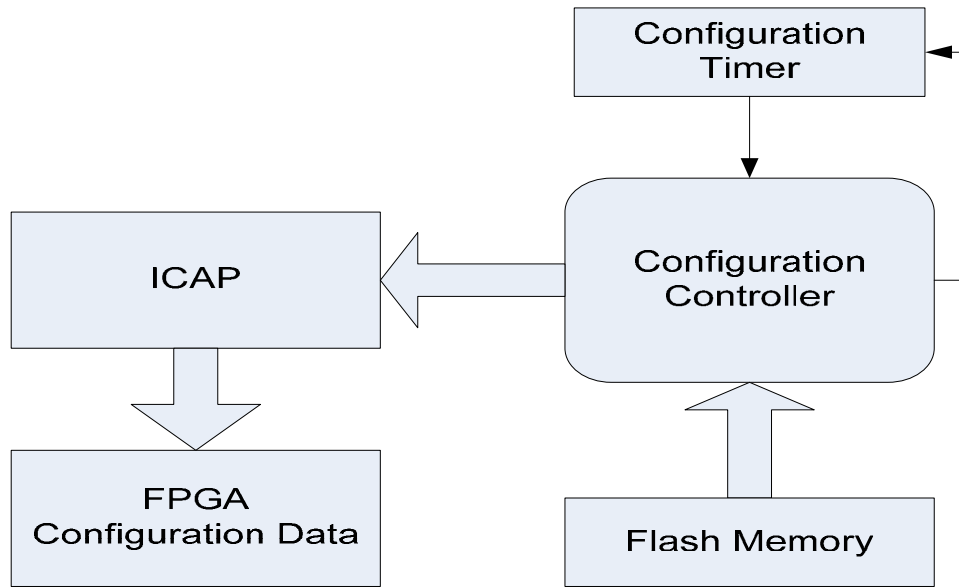 Configuration
Timer
ICAP
Configuration
Controller
FPGA
Configuration Data
Flash Memory